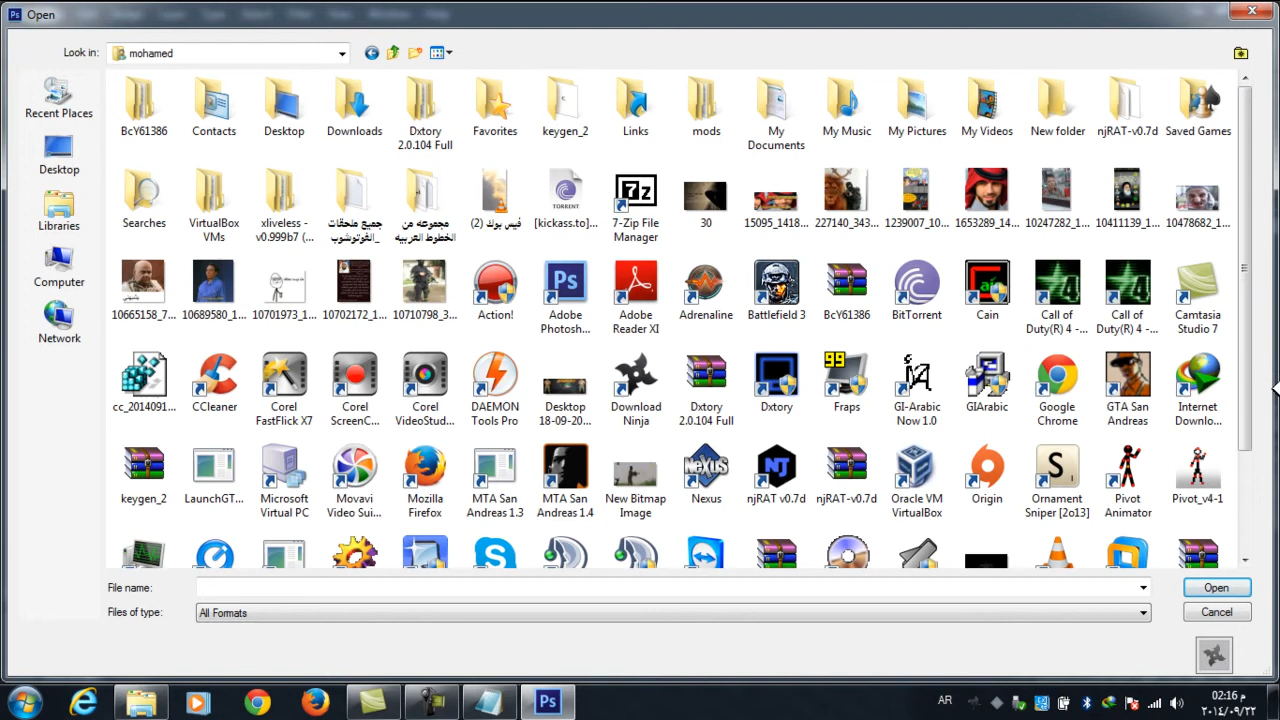 Open
Look in:
mohamed
Recent Places
Desktop
Libraries
Computer
Network
BcY61386
Contacts
Desktop
Downloads
Dxtory
2.0.104 Full
Favorites
keygen_2
Links
mods
My
Documents
My Music
My Pictures
My Videos
New folder
njRAT-v0.7d
Saved Games
Searches
VirtualBox
VMs
xliveless -
v0.999b7 (...
جميع ملحقات
_الفوتوشوب
مجموعه من
الخطوط العربيه
فيس بوك (2)
TORRENT
[kickass.to]...
7-Zip File
Manager
30
15095_1418...
227140_343...
1239007_10...
1653289_14...
10247282_1...
10411139_1...
10478682_1...
10665158_7...
10689580_1...
10701973_1...
10702172_1...
10710798_3...
Action!
Adobe
Photosh...
Adobe
Reader XI
Adrenaline
Battlefield 3
BcY61386
BitTorrent
Cain
Call of
Duty(R) 4 -...
Call of
Duty(R) 4 -...
Camtasia
Studio 7
cc_2014091...
CCleaner
Corel
FastFlick X7
Corel
ScreenC...
Corel
VideoStud...
DAEMON
Tools Pro
Desktop
18-09-20...
Download
Ninja
Dxtory
2.0.104 Full
Dxtory
99
Fraps
GI-Arabic
Now 1.0
GIArabic
Google
Chrome
GTA San
Andreas
Internet
Downlo...
keygen_2
LaunchGT...
Microsoft
Virtual PC
Movavi
Video Sui...
Mozilla
Firefox
MTA San
Andreas 1.3
MTA San
Andreas 1.4
New Bitmap
Image
Nexus
njRAT v0.7d
njRAT-v0.7d
Oracle VM
VirtualBox
Origin
Ornament
Sniper [2o13]
Pivot
Animator
Pivot_v4-1
File name:
Open
Files of type:
All Formats
Cancel
AR
02:16 م
٢٠١٤/٠٩/٢٢